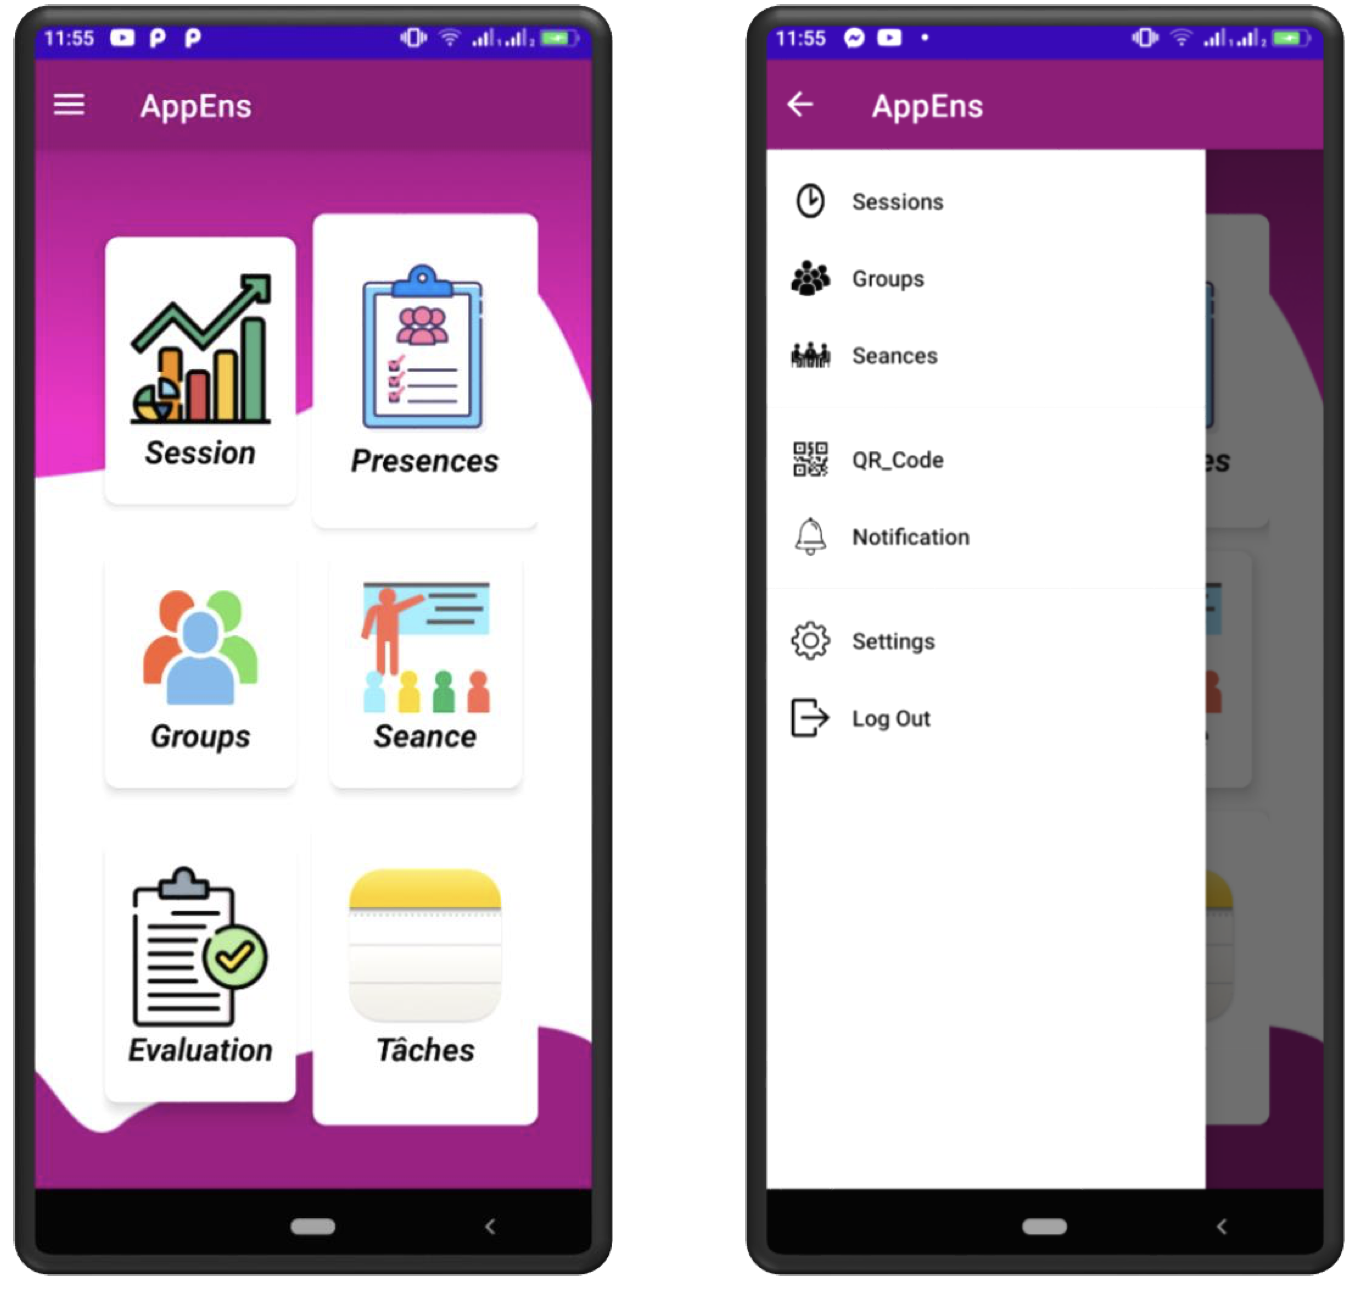 11:55
AppEns
Session
Presences
Groups
Seance
Evaluation
Tâches
11:55
AppEns
Sessions
Groups
Seances
QR_Code
Notification
Settings
Log Out
es